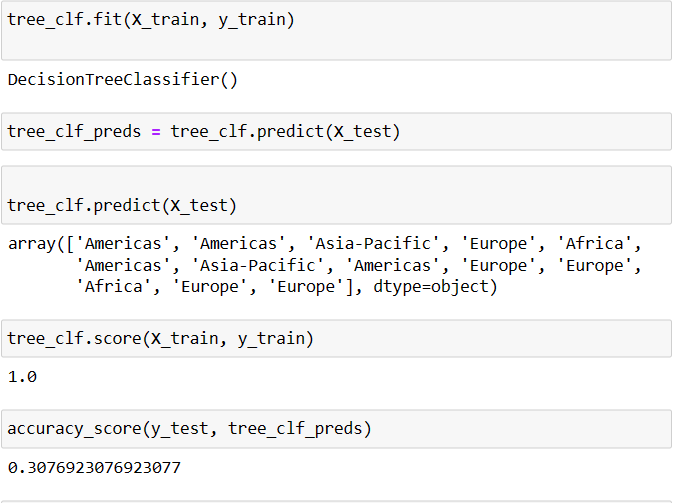 tree_clf.fit(X_train, y_train)
DecisionTreeClassifier()
tree_clf_preds = tree_clf.predict(X_test)
tree_clf.predict(X_test)
array(['Americas', 'Americas', 'Asia-Pacific', 'Europe', 'Africa',
'Americas', 'Asia-Pacific', 'Americas', 'Europe', 'Europe',
'Africa', 'Europe', 'Europe'], dtype=object)
tree_clf.score(X_train, y_train)
1.0
accuracy_score(y_test, tree_clf_preds)
0.3076923076923077